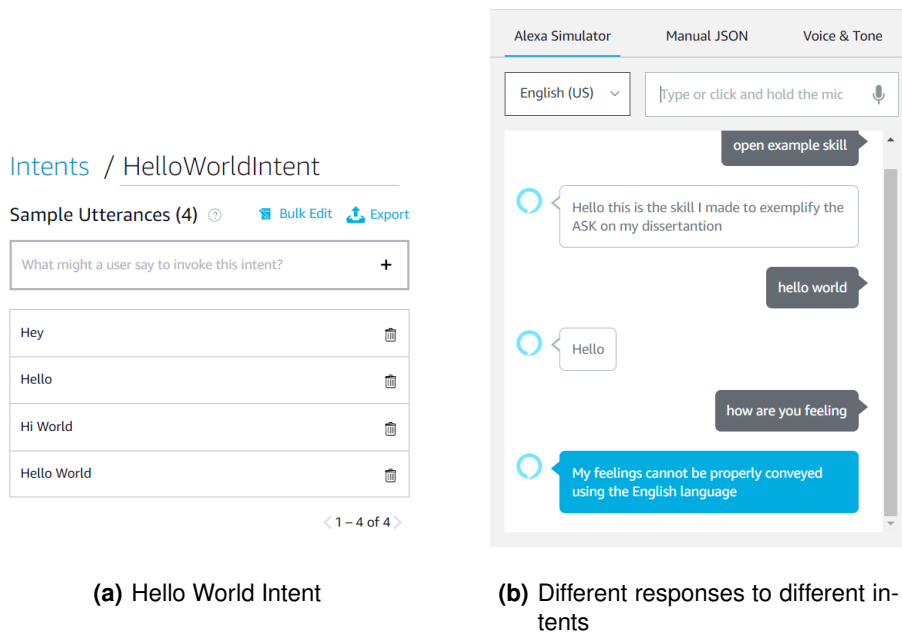 Intents / HelloWorldIntent
Sample Utterances (4) ?
Bulk Edit
Export
What might a user say to invoke this intent? +
Hey
Hello
Hi World
Hello World
< 1 – 4 of 4 >
(a) Hello World Intent
Alexa Simulator Manual JSON Voice & Tone
English (US) Type or click and hold the mic
open example skill
Hello this is the skill I made to exemplify the
ASK on my dissertantion
hello world
Hello
how are you feeling
My feelings cannot be properly conveyed
using the English language
(b) Different responses to different in-
tents